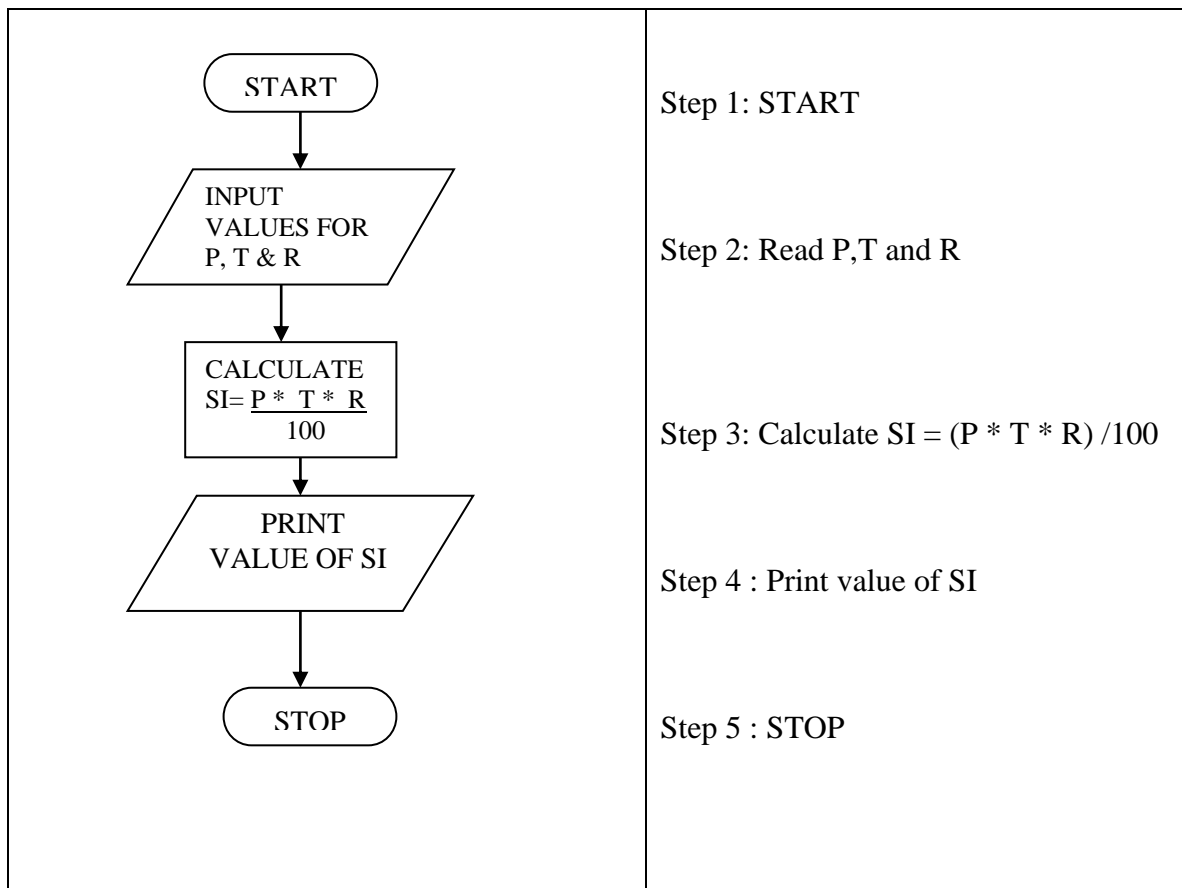 START
INPUT
VALUES FOR
P, T & R
CALCULATE
SI= P * T * R
100
PRINT
VALUE OF SI
STOP
Step 1: START
Step 2: Read P,T and R
Step 3: Calculate SI = (P * T * R) /100
Step 4 : Print value of SI
Step 5 : STOP